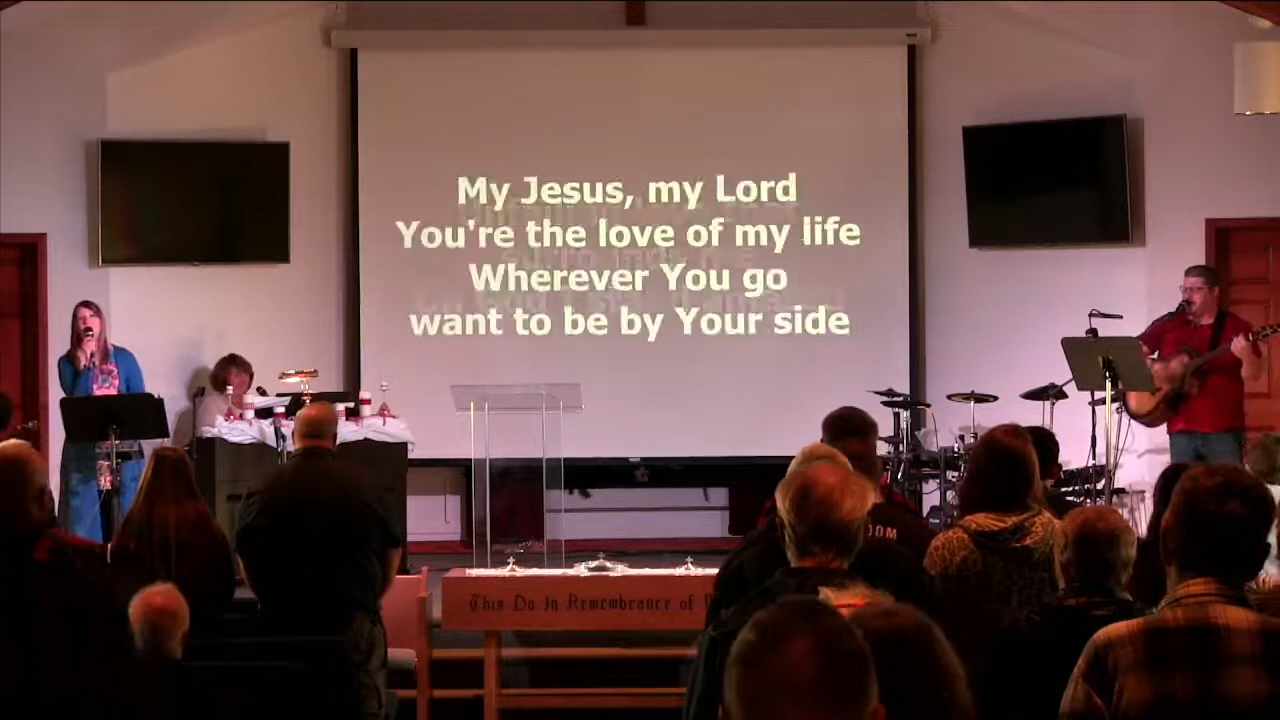 My Jesus, my Lord
You're the love of my life
Wherever You go
want to be by Your side
This Do In Remembrance of